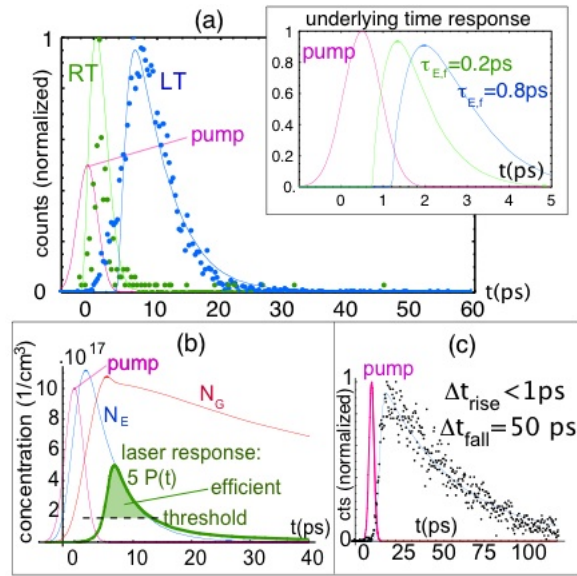 (a)
counts (normalized)
1
0
RT
LT
pump
0 10 20 30 40 50 60
t(ps)
underlying time response
pump
1
0.8
0.6
0.4
0.2
0.
τE,f=0.2ps
τE,f=0.8ps
t(ps)
0 1 2 3 4 5
(b)
concentration (1/cm³)
·10 17
10
8
6
4
2
pump
NE
NG
laser response:
5 P(t)
efficient
threshold
t(ps)
0 10 20 30 40
(c)
cts (normalized)
1
0
pump
Δtrise<1ps
Δtfall=50 ps
t(ps)
0 25 50 75 100